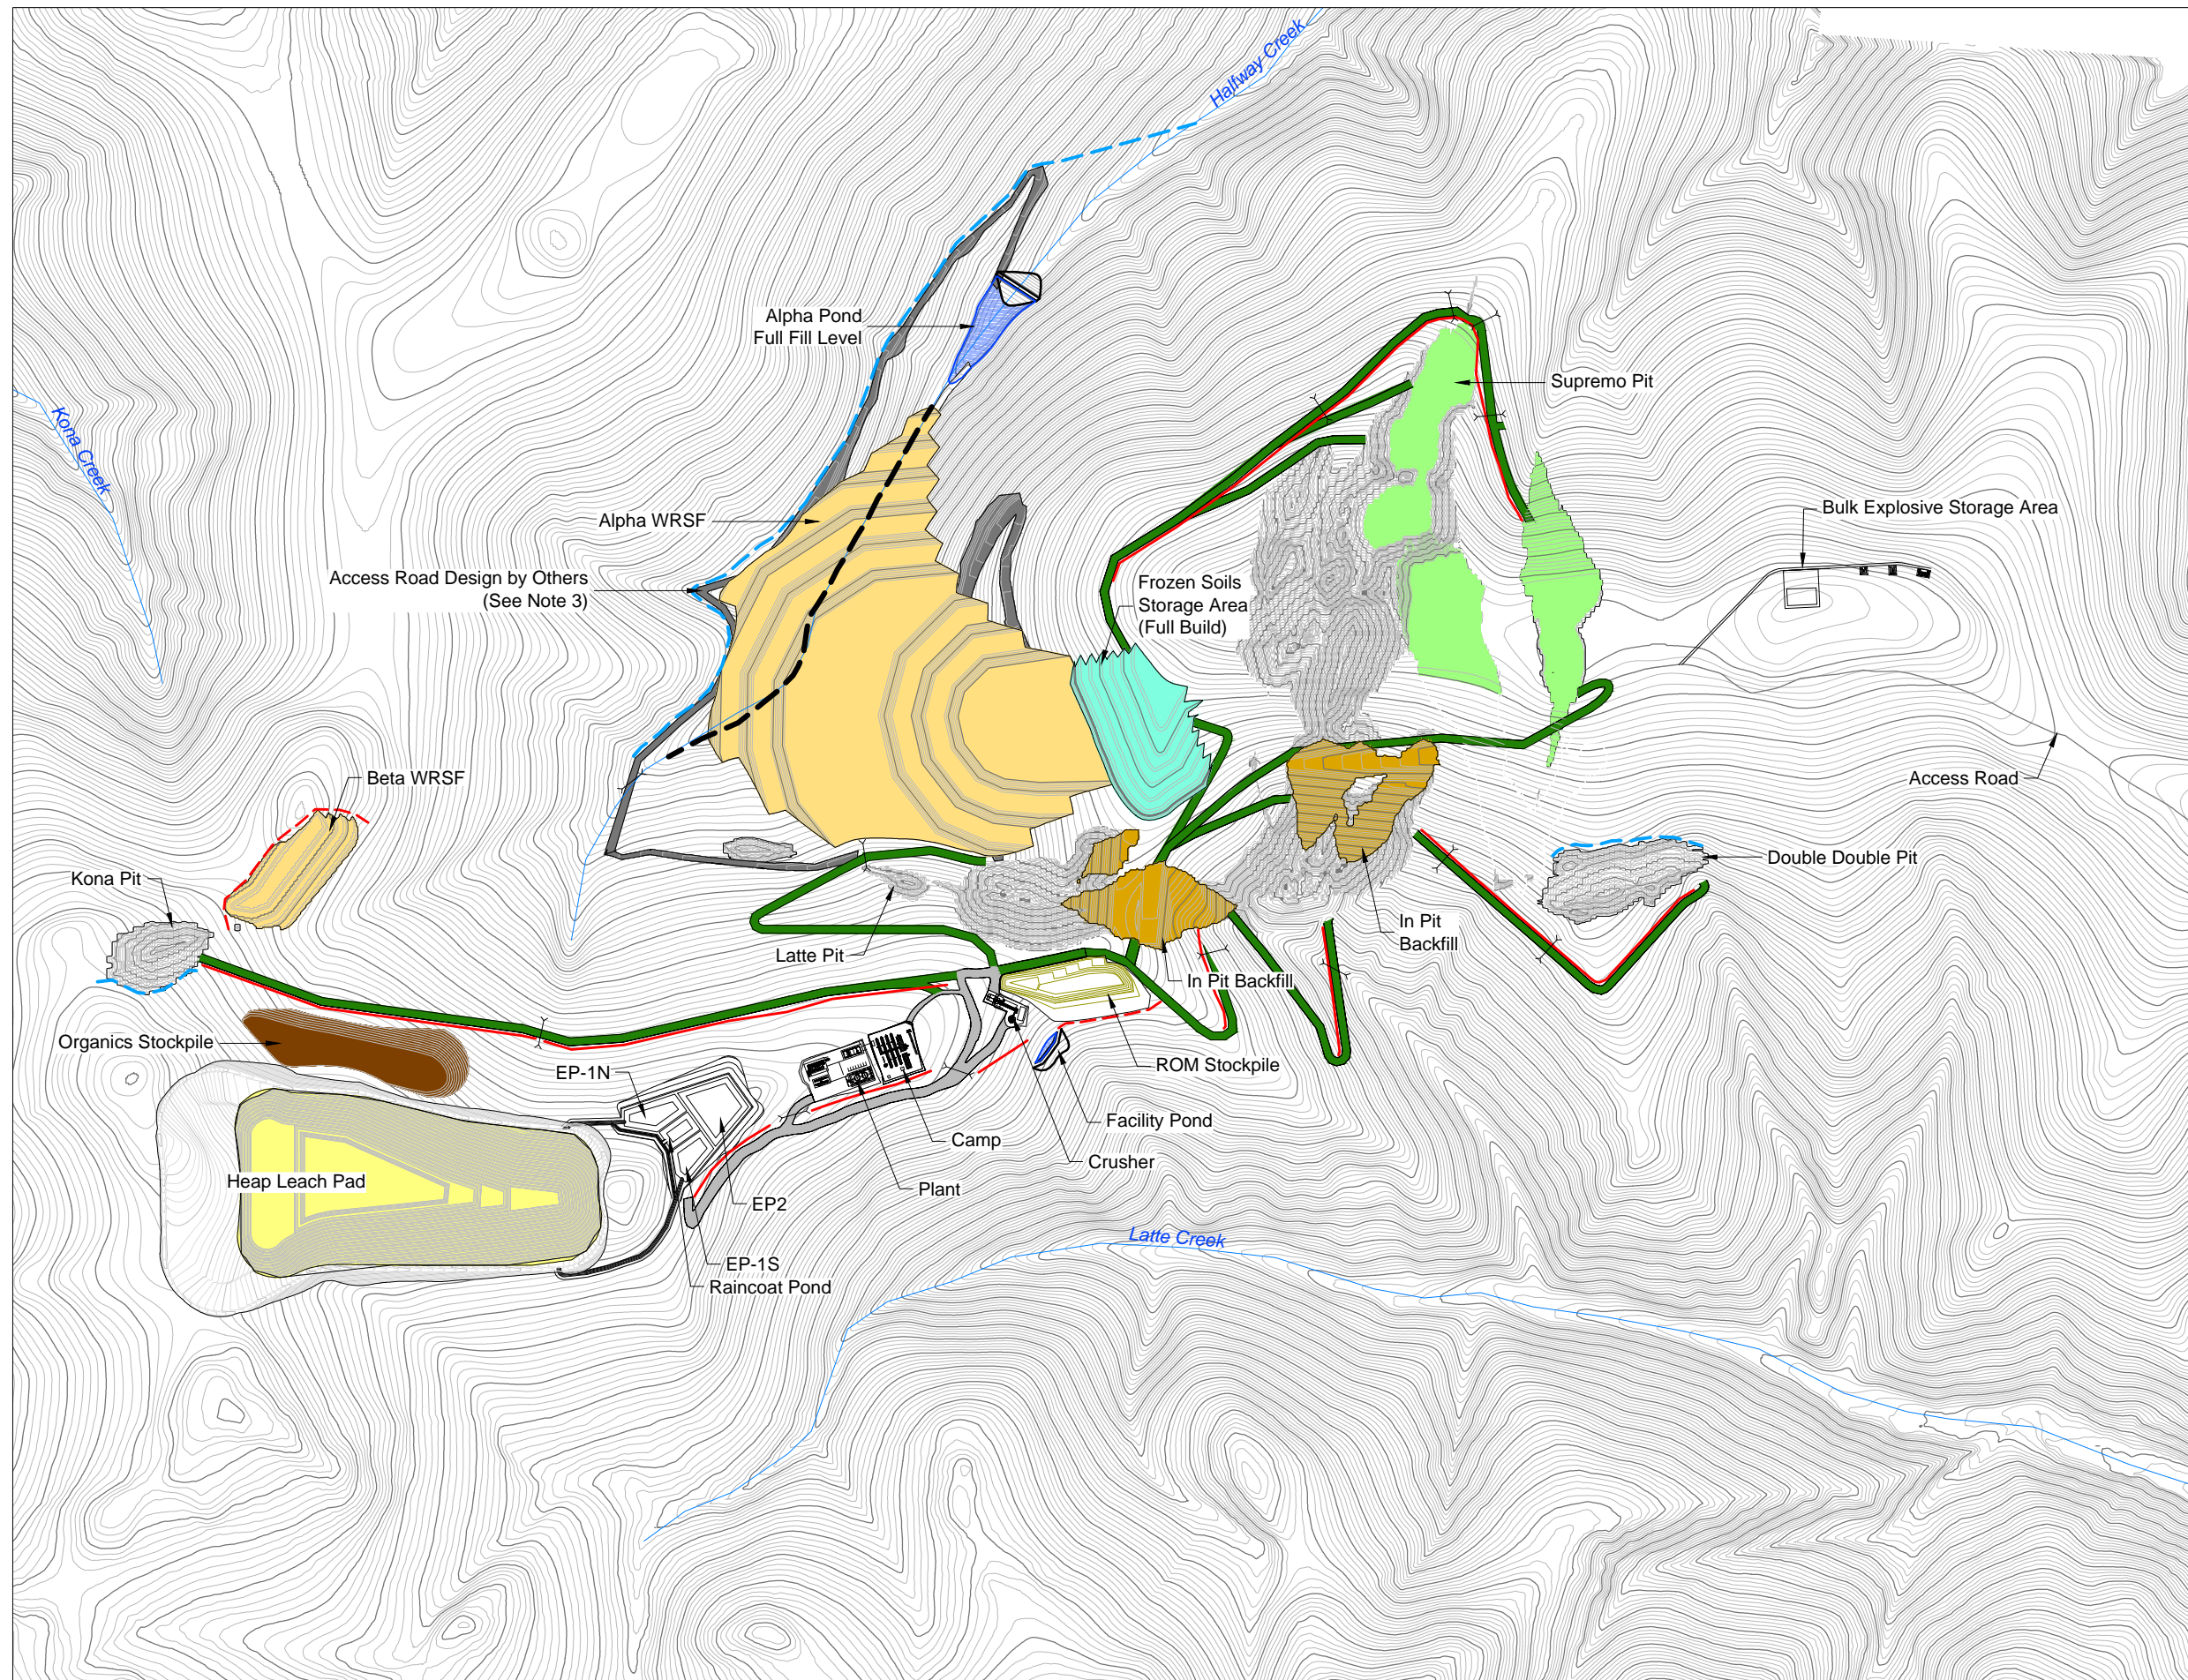 Halfway Creek
Alpha Pond
Full Fill Level
Supremo Pit
Kona Creek
Bulk Explosive Storage Area
Alpha WRSF
Access Road Design by Others
(See Note 3)
Frozen Soils
Storage Area
(Full Build)
Beta WRSF
Access Road
Double Double Pit
Kona Pit
In Pit
Backfill
Latte Pit
In Pit Backfill
Organics Stockpile
ROM Stockpile
EP-1N
Facility Pond
Camp
Crusher
Heap Leach Pad
Plant
EP2
Latte Creek
EP-1S
Raincoat Pond